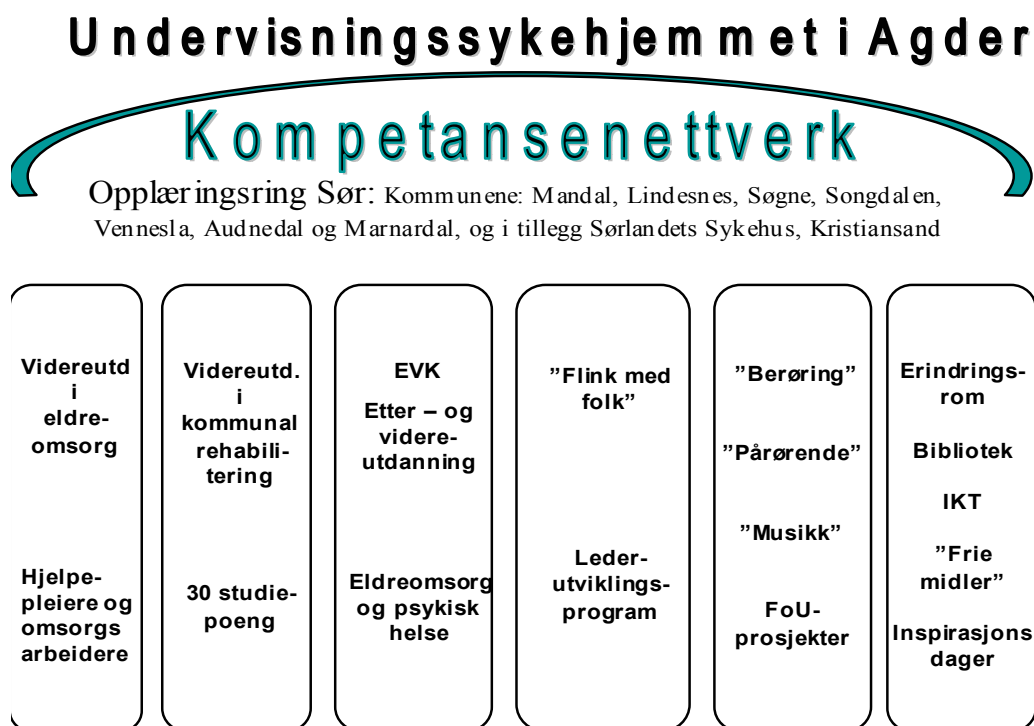 Undervisningssykehjemmet i Agder
Kompetansenettverk
Opplæringsring Sør: Kommunene: Mandal, Lindesnes, Søgne, Songdalen,
Vennesla, Audnedal og Marnardal, og i tillegg Sørlandets Sykehus, Kristiansand
Videreutd
i
eldre-
omsorg
Hjelpe-
pleiere og
omsorgs
arbeidere
Videreutd.
i
kommunal
rehabili-
tering
30 studie-
poeng
EVK
Etter – og
videre-
utdanning
Eldreomsorg
og psykisk
helse
”Flink med
folk”
Leder-
utviklings-
program
”Berøring”
”Pårørende”
”Musikk”
FoU-
prosjekter
Erindrings-
rom
Bibliotek
IKT
”Frie
midler”
Inspirasjons
dager